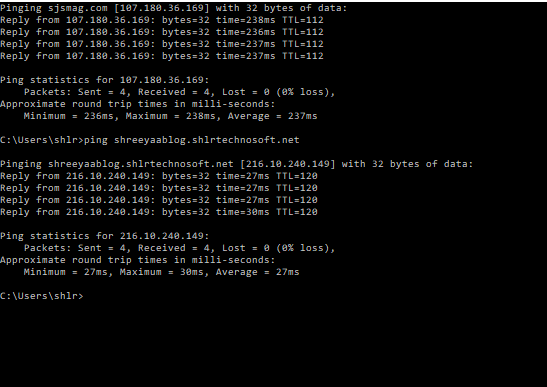 Pinging sjsmag.com [107.180.36.169] with 32 bytes of data:
Reply from 107.180.36.169: bytes=32 time=238ms TTL=112
Reply from 107.180.36.169: bytes=32 time=236ms TTL=112
Reply from 107.180.36.169: bytes=32 time=237ms TTL=112
Reply from 107.180.36.169: bytes=32 time=237ms TTL=112
Ping statistics for 107.180.36.169:
Packets: Sent = 4, Received = 4, Lost = 0 (0% loss),
Approximate round trip times in milli-seconds:
Minimum = 236ms, Maximum = 238ms, Average = 237ms
C:\Users\shlr>ping shreeyaablog.shlrtechnosoft.net
Pinging shreeyaablog.shlrtechnosoft.net [216.10.240.149] with 32 bytes of data:
Reply from 216.10.240.149: bytes=32 time=27ms TTL=120
Reply from 216.10.240.149: bytes=32 time=27ms TTL=120
Reply from 216.10.240.149: bytes=32 time=27ms TTL=120
Reply from 216.10.240.149: bytes=32 time=30ms TTL=120
Ping statistics for 216.10.240.149:
Packets: Sent = 4, Received = 4, Lost = 0 (0% loss),
Approximate round trip times in milli-seconds:
Minimum = 27ms, Maximum = 30ms, Average = 27ms
C:\Users\shlr>